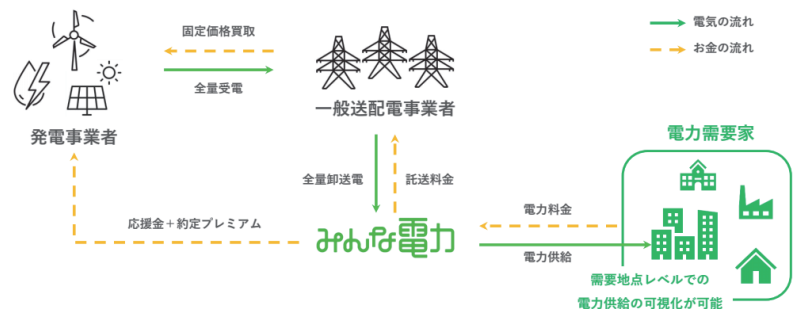 固定価格買取
全量受電
電気の流れ
お金の流れ
発電事業者
一般送配電事業者
電力需要家
全量卸送電
託送料金
応援金＋約定プレミアム
みんな電力
電力料金
電力供給
需要地点レベルでの
電力供給の可視化が可能